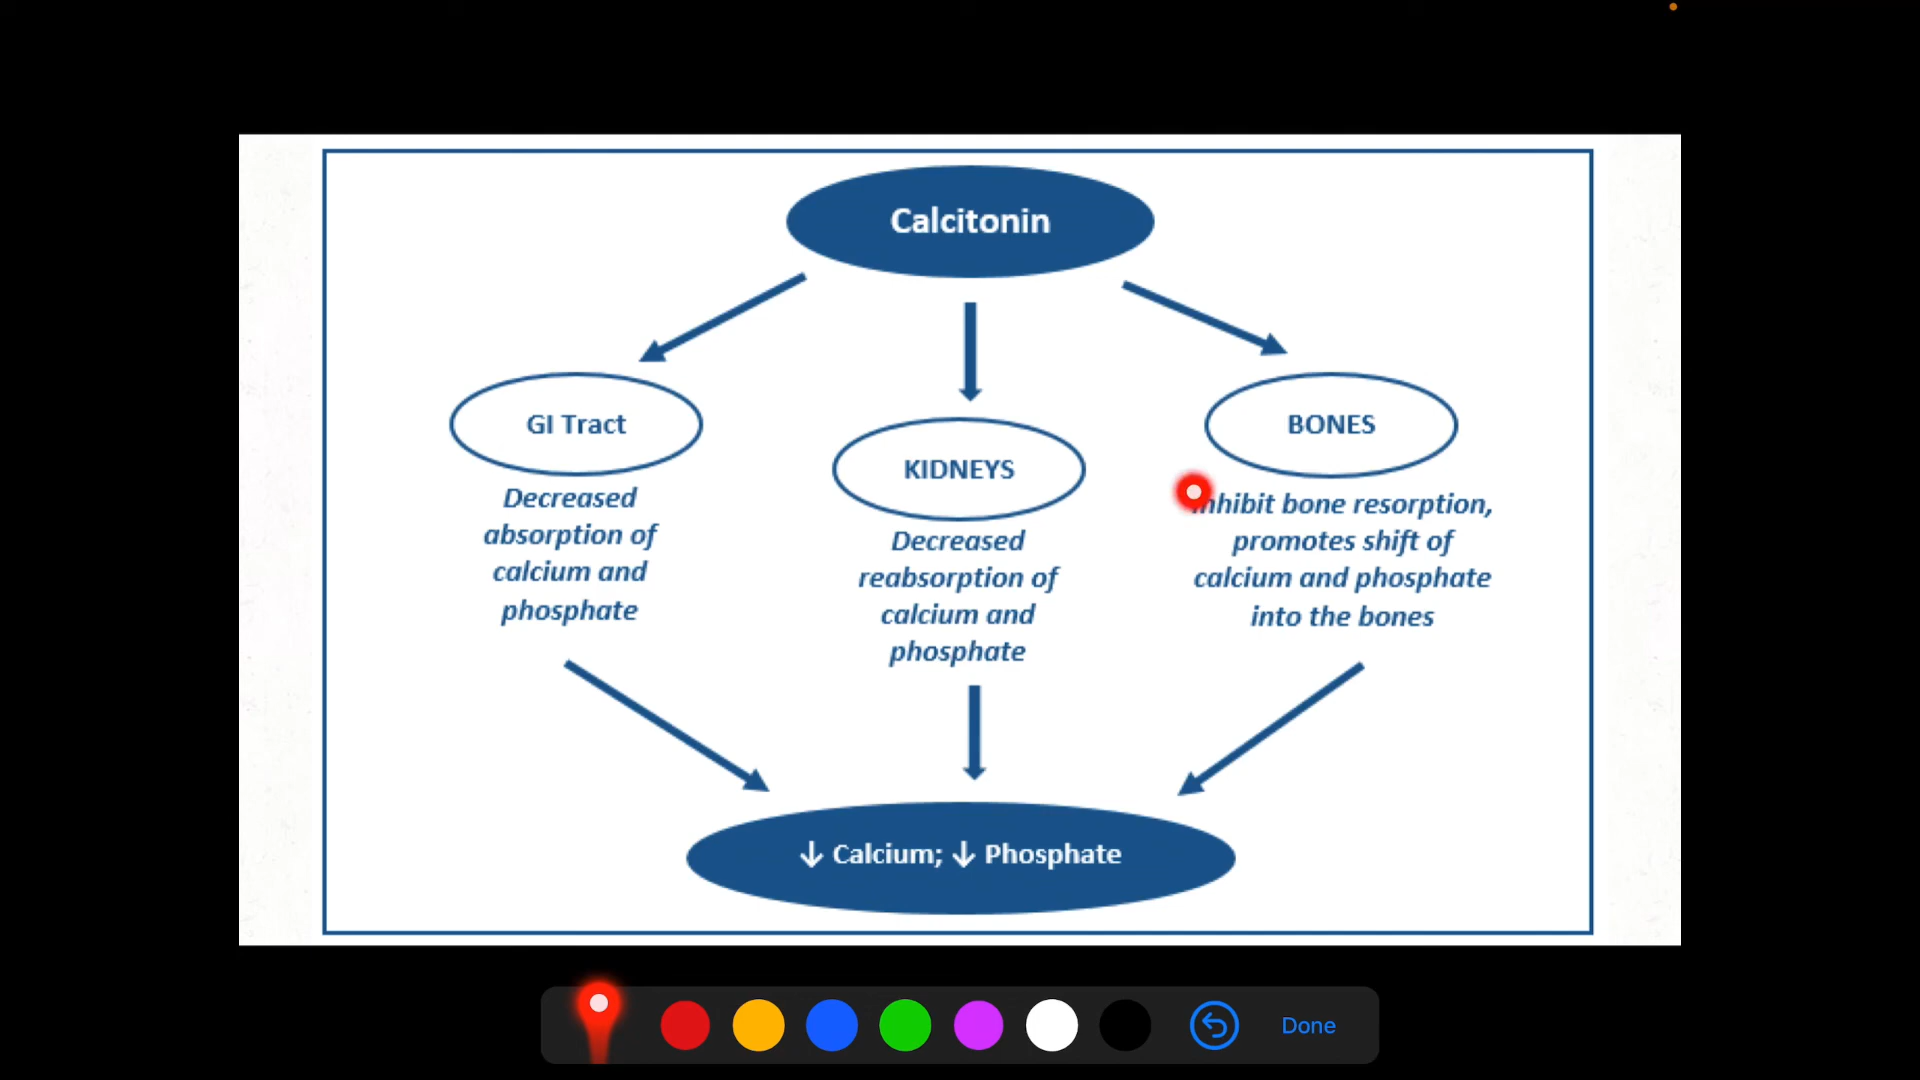 Calcitonin
GI Tract
Decreased
absorption of
calcium and
phosphate
KIDNEYS
Decreased
reabsorption of
calcium and
phosphate
BONES
Inhibit bone resorption,
promotes shift of
calcium and phosphate
into the bones
↓ Calcium; ↓ Phosphate
Done